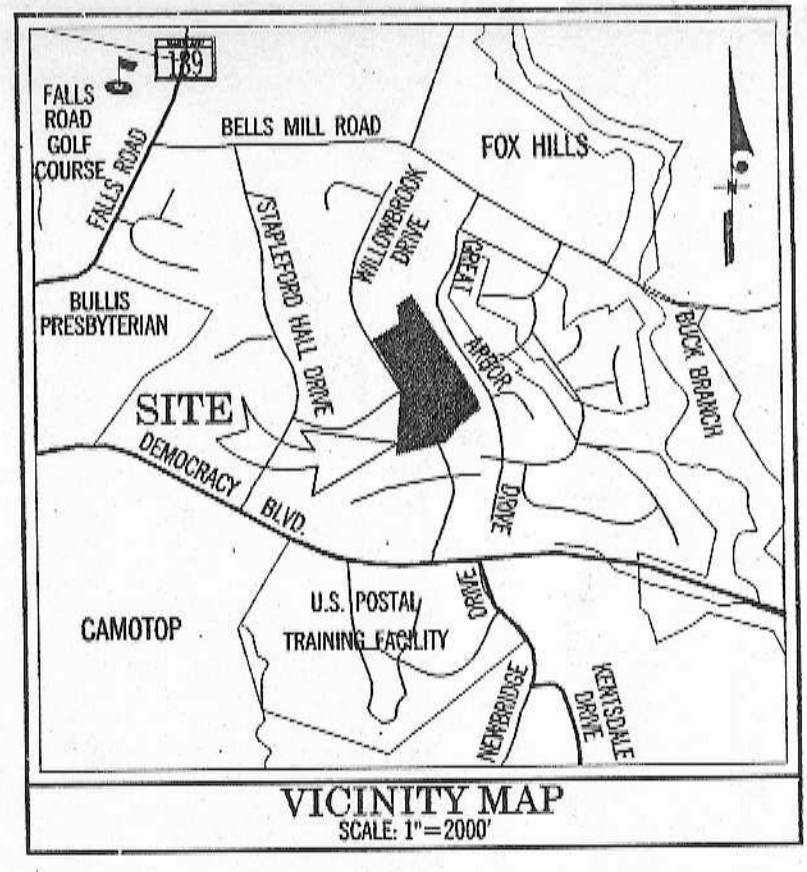 189
FALLS
ROAD
GOLF
COURSE
FALLS ROAD
BELLS MILL ROAD
FOX HILLS
STAPLEFORD HALL DRIVE
WILLOWBROOK
DRIVE
GREAT
ARBOR
DRIVE
BUCK BRANCH
BULLIS
PRESBYTERIAN
SITE
DEMOCRACY
BLVD.
CAMOTOP
U.S. POSTAL
TRAINING FACILITY
NEWBRIDGE
DRIVE
KENTSDALE
DRIVE
VICINITY MAP
SCALE: 1"=2000'